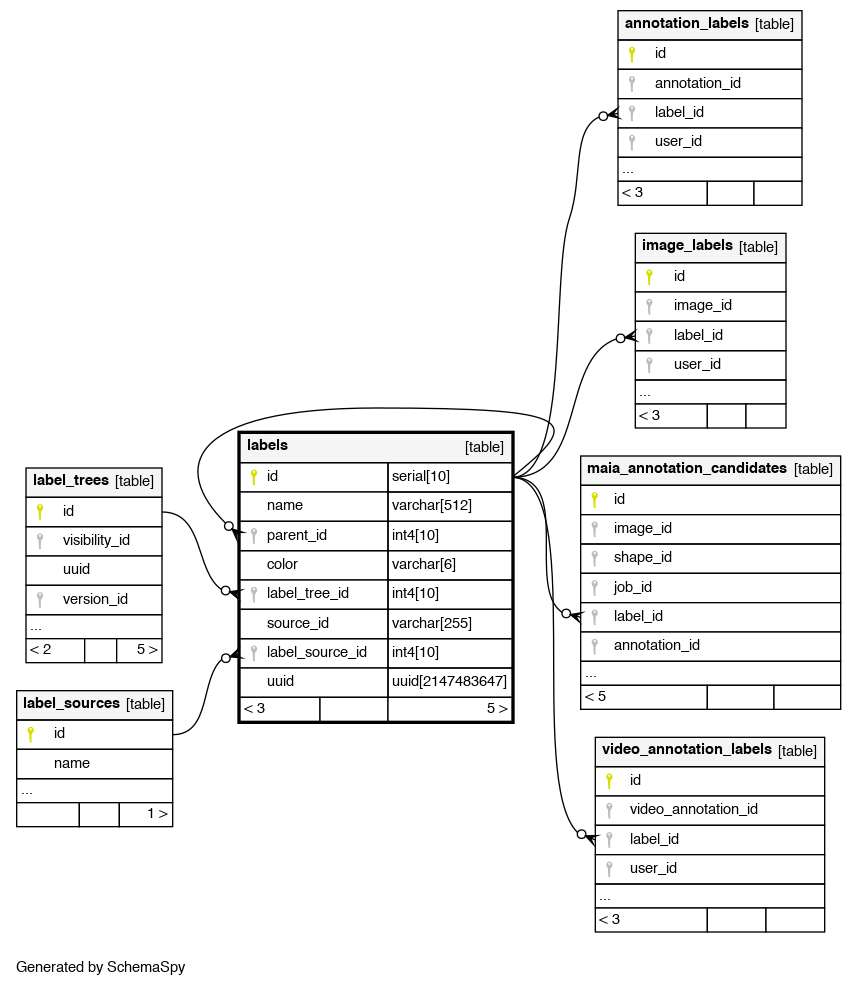 annotation_labels [table]
id
annotation_id
label_id
user_id
...
< 3
image_labels [table]
id
image_id
label_id
user_id
...
< 3
labels [table]
id serial[10]
name varchar[512]
parent_id int4[10]
color varchar[6]
label_tree_id int4[10]
source_id varchar[255]
label_source_id int4[10]
uuid uuid[2147483647]
< 3 5 >
label_trees [table]
id
visibility_id
uuid
version_id
...
< 2 5 >
maia_annotation_candidates [table]
id
image_id
shape_id
job_id
label_id
annotation_id
...
< 5
label_sources [table]
id
name
...
1 >
video_annotation_labels [table]
id
video_annotation_id
label_id
user_id
...
< 3
Generated by SchemaSpy